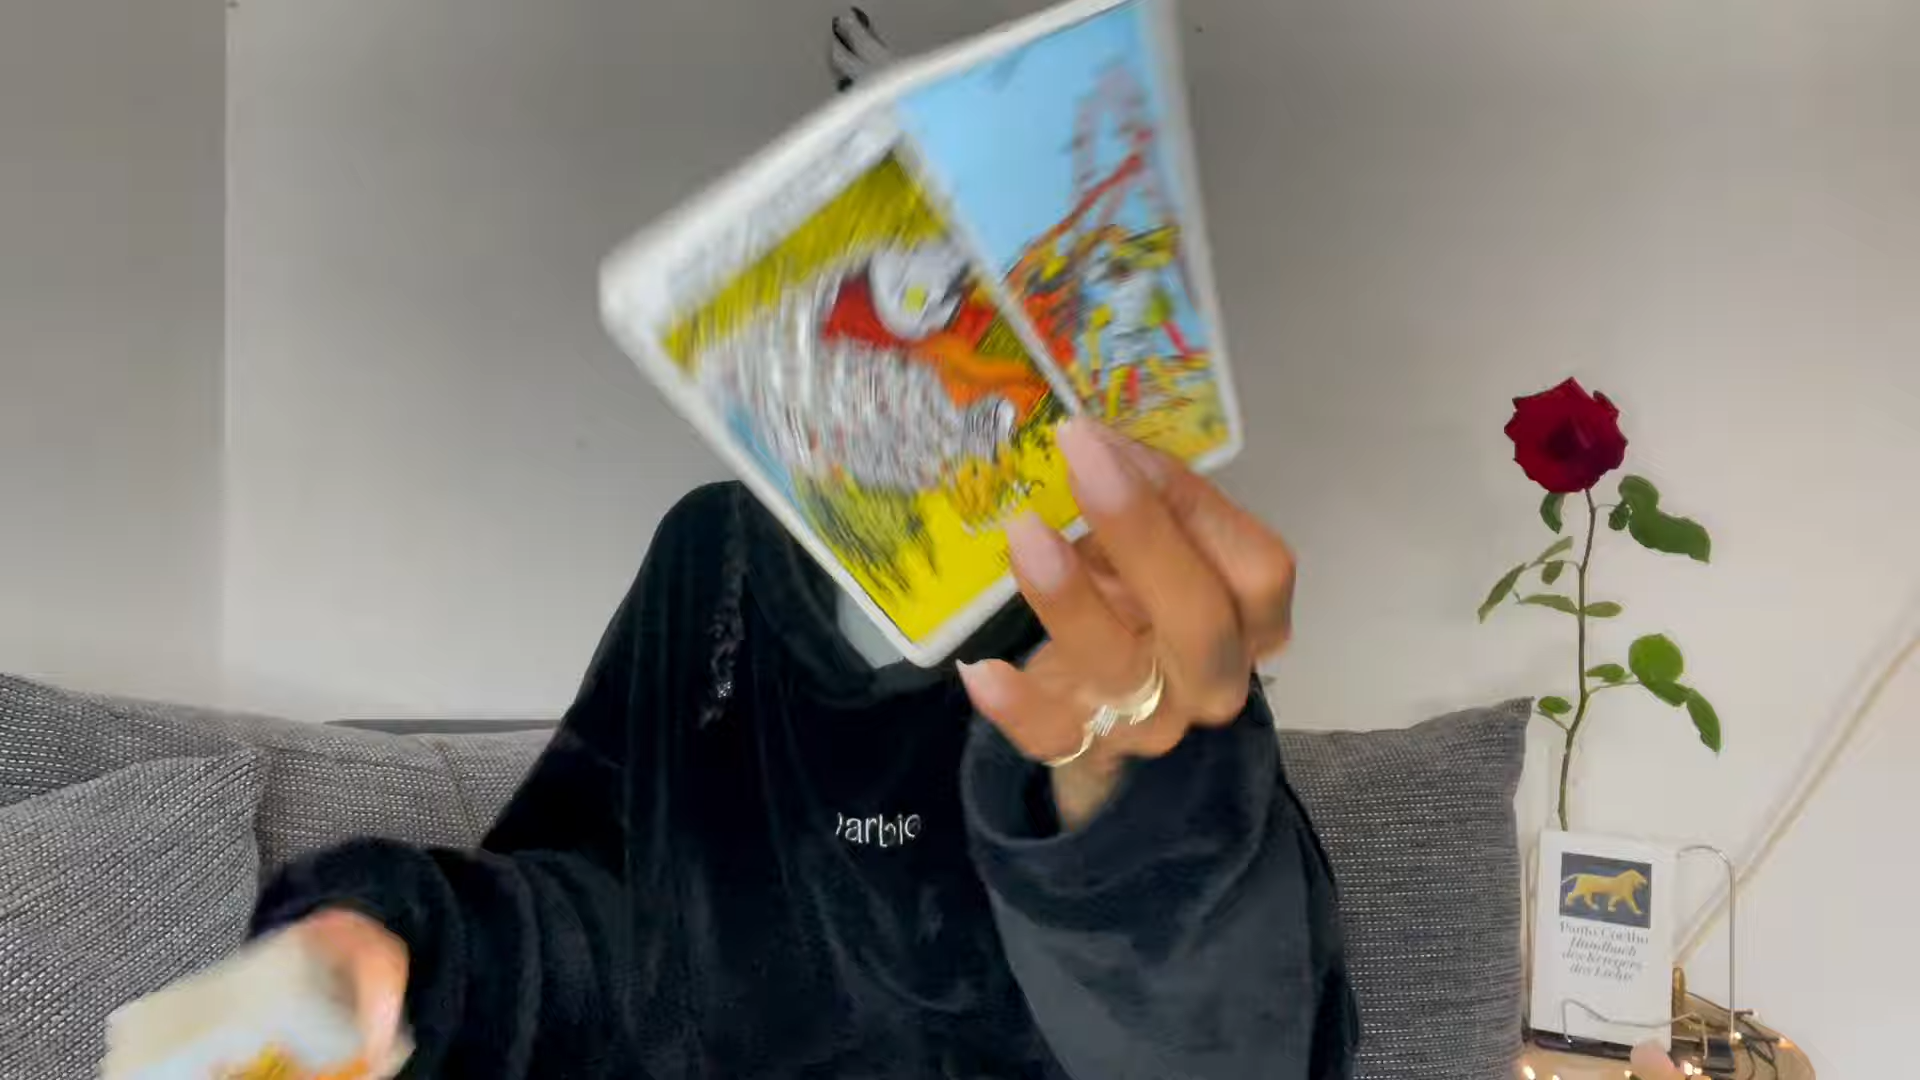 arbie
Paulo Coelho
Handbuch
des Kriegers
des Lichts